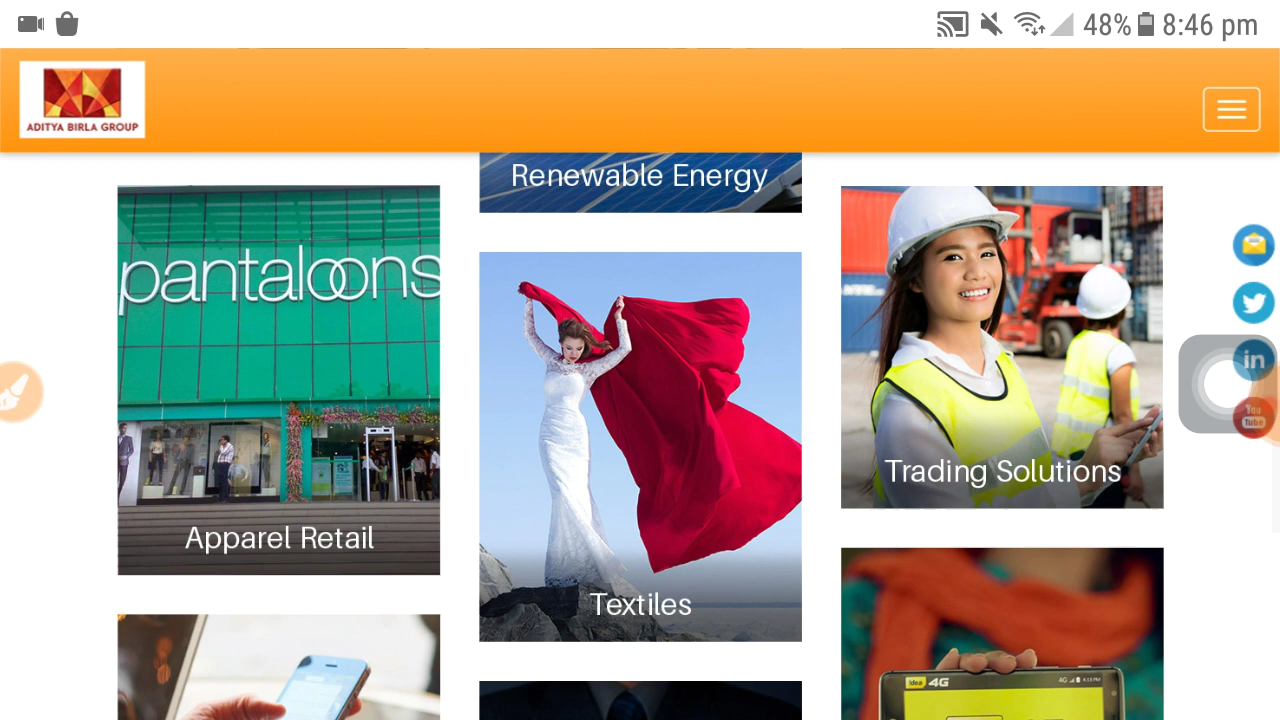 48% 8:46 pm
ADITYA BIRLA GROUP
Renewable Energy
pantaloons
Apparel Retail
Textiles
Trading Solutions
in
You
Tube
Idea 4G
4G